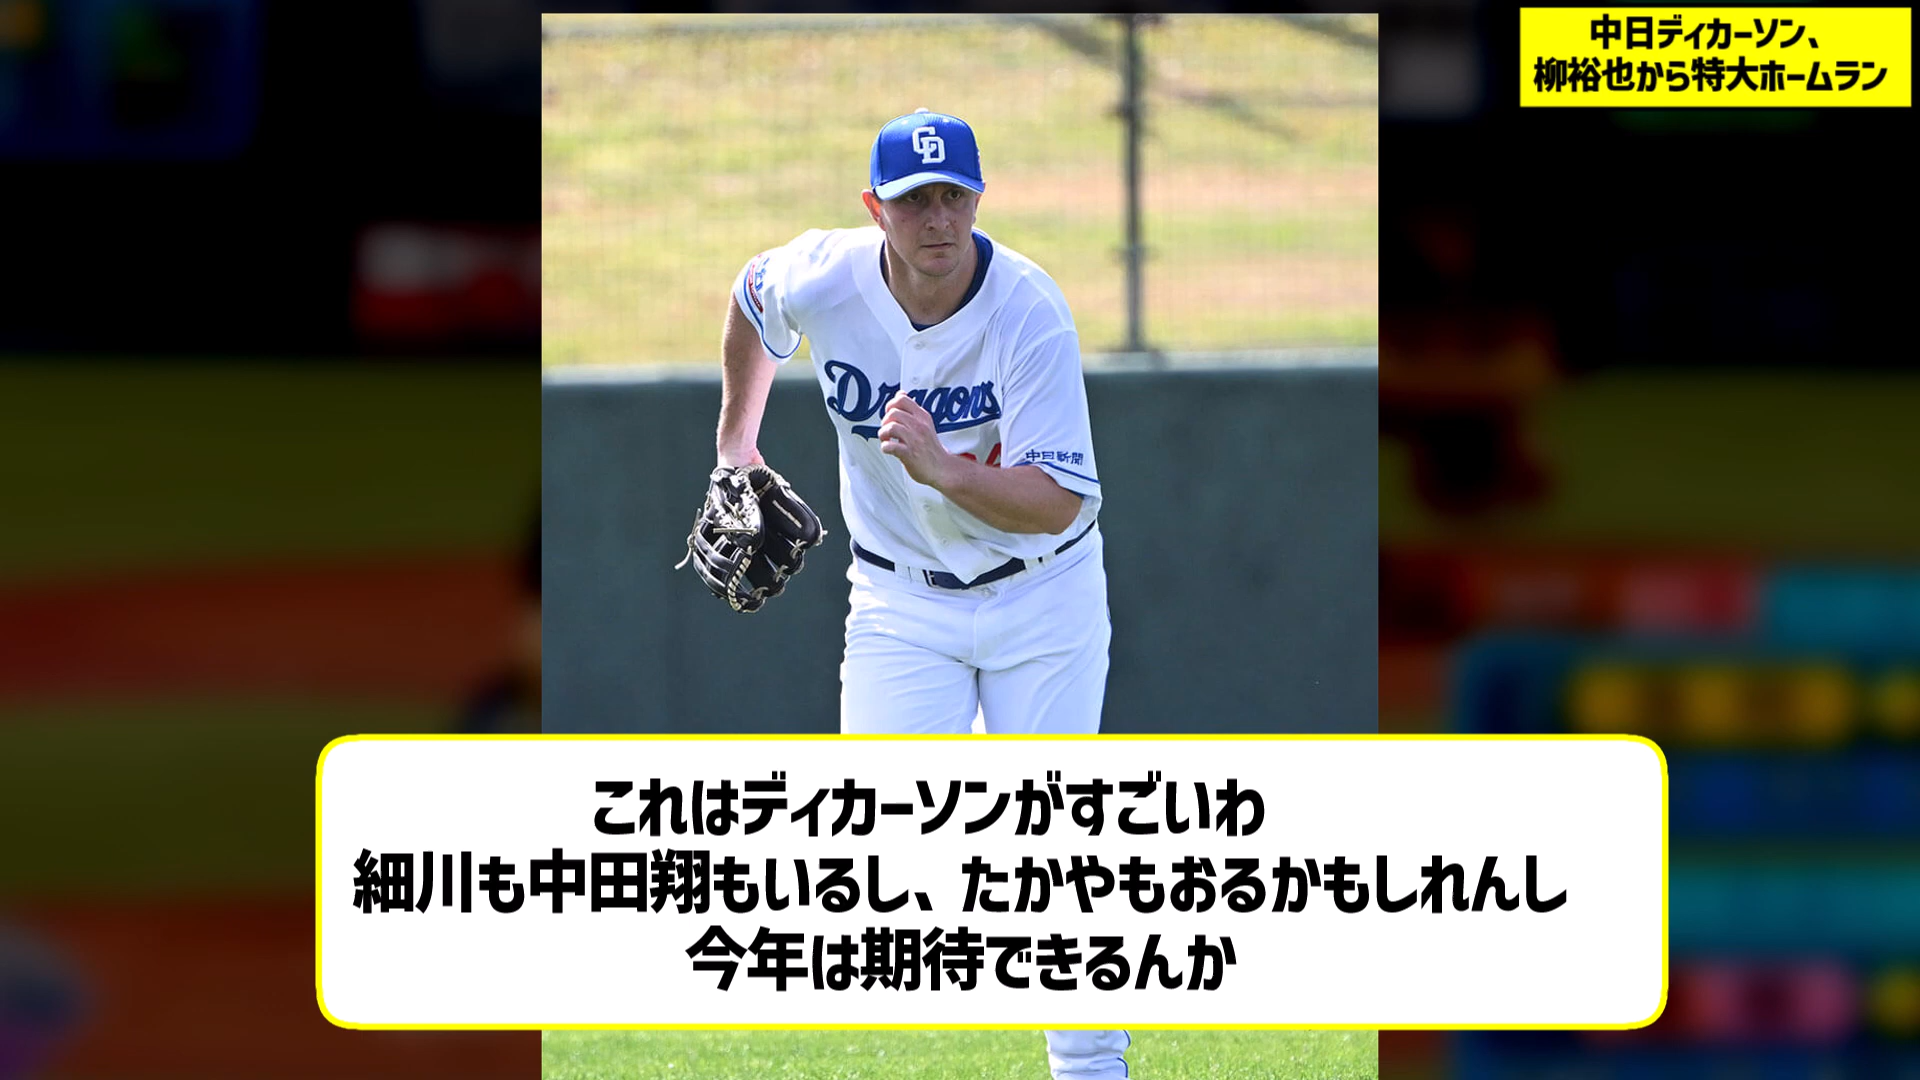 中日ディカーソン、
柳裕也から特大ホームラン
CD
Dragons
中日新聞
これはディカーソンがすごいわ
細川も中田翔もいるし、たかやもおるかもしれんし
今年は期待できるんか